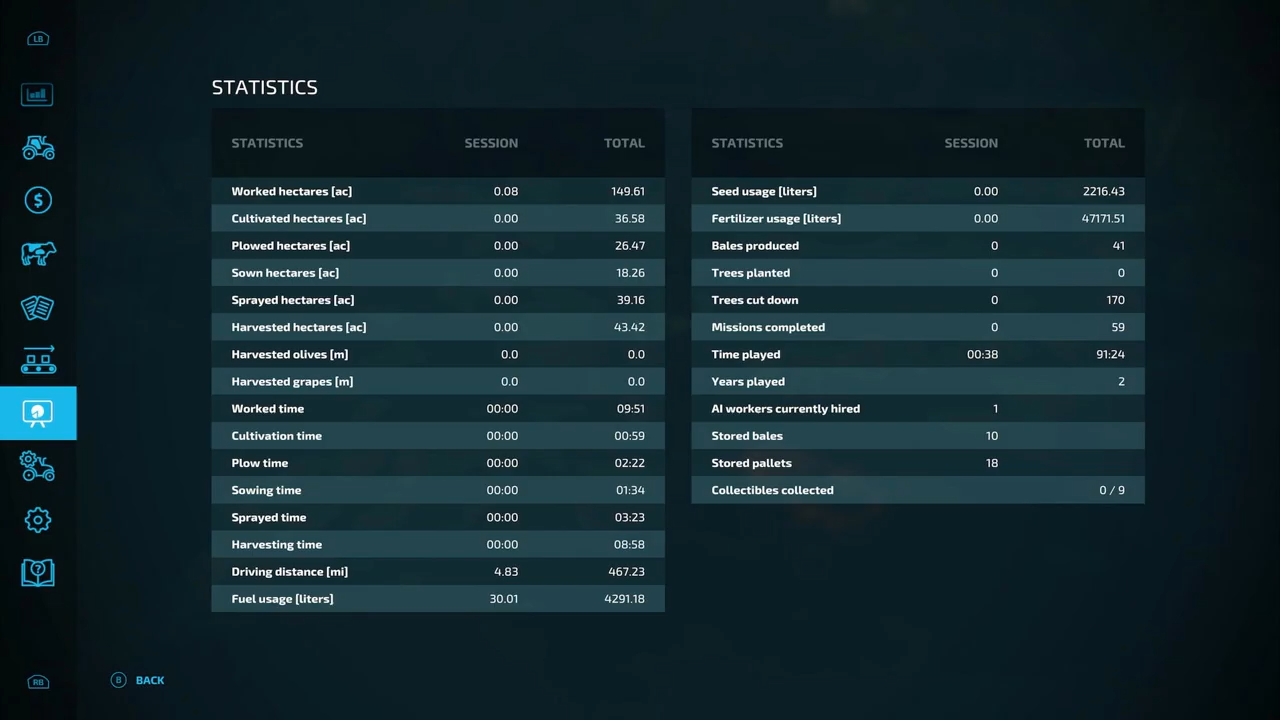 LB
STATISTICS
STATISTICS SESSION TOTAL
Worked hectares [ac] 0.08 149.61
Cultivated hectares [ac] 0.00 36.58
Plowed hectares [ac] 0.00 26.47
Sown hectares [ac] 0.00 18.26
Sprayed hectares [ac] 0.00 39.16
Harvested hectares [ac] 0.00 43.42
Harvested olives [m] 0.0 0.0
Harvested grapes [m] 0.0 0.0
Worked time 00:00 09:51
Cultivation time 00:00 00:59
Plow time 00:00 02:22
Sowing time 00:00 01:34
Sprayed time 00:00 03:23
Harvesting time 00:00 08:58
Driving distance [mi] 4.83 467.23
Fuel usage [liters] 30.01 4291.18
STATISTICS SESSION TOTAL
Seed usage [liters] 0.00 2216.43
Fertilizer usage [liters] 0.00 47171.51
Bales produced 0 41
Trees planted 0 0
Trees cut down 0 170
Missions completed 0 59
Time played 00:38 91:24
Years played 2
AI workers currently hired 1
Stored bales 10
Stored pallets 18
Collectibles collected 0 / 9
RB
B BACK